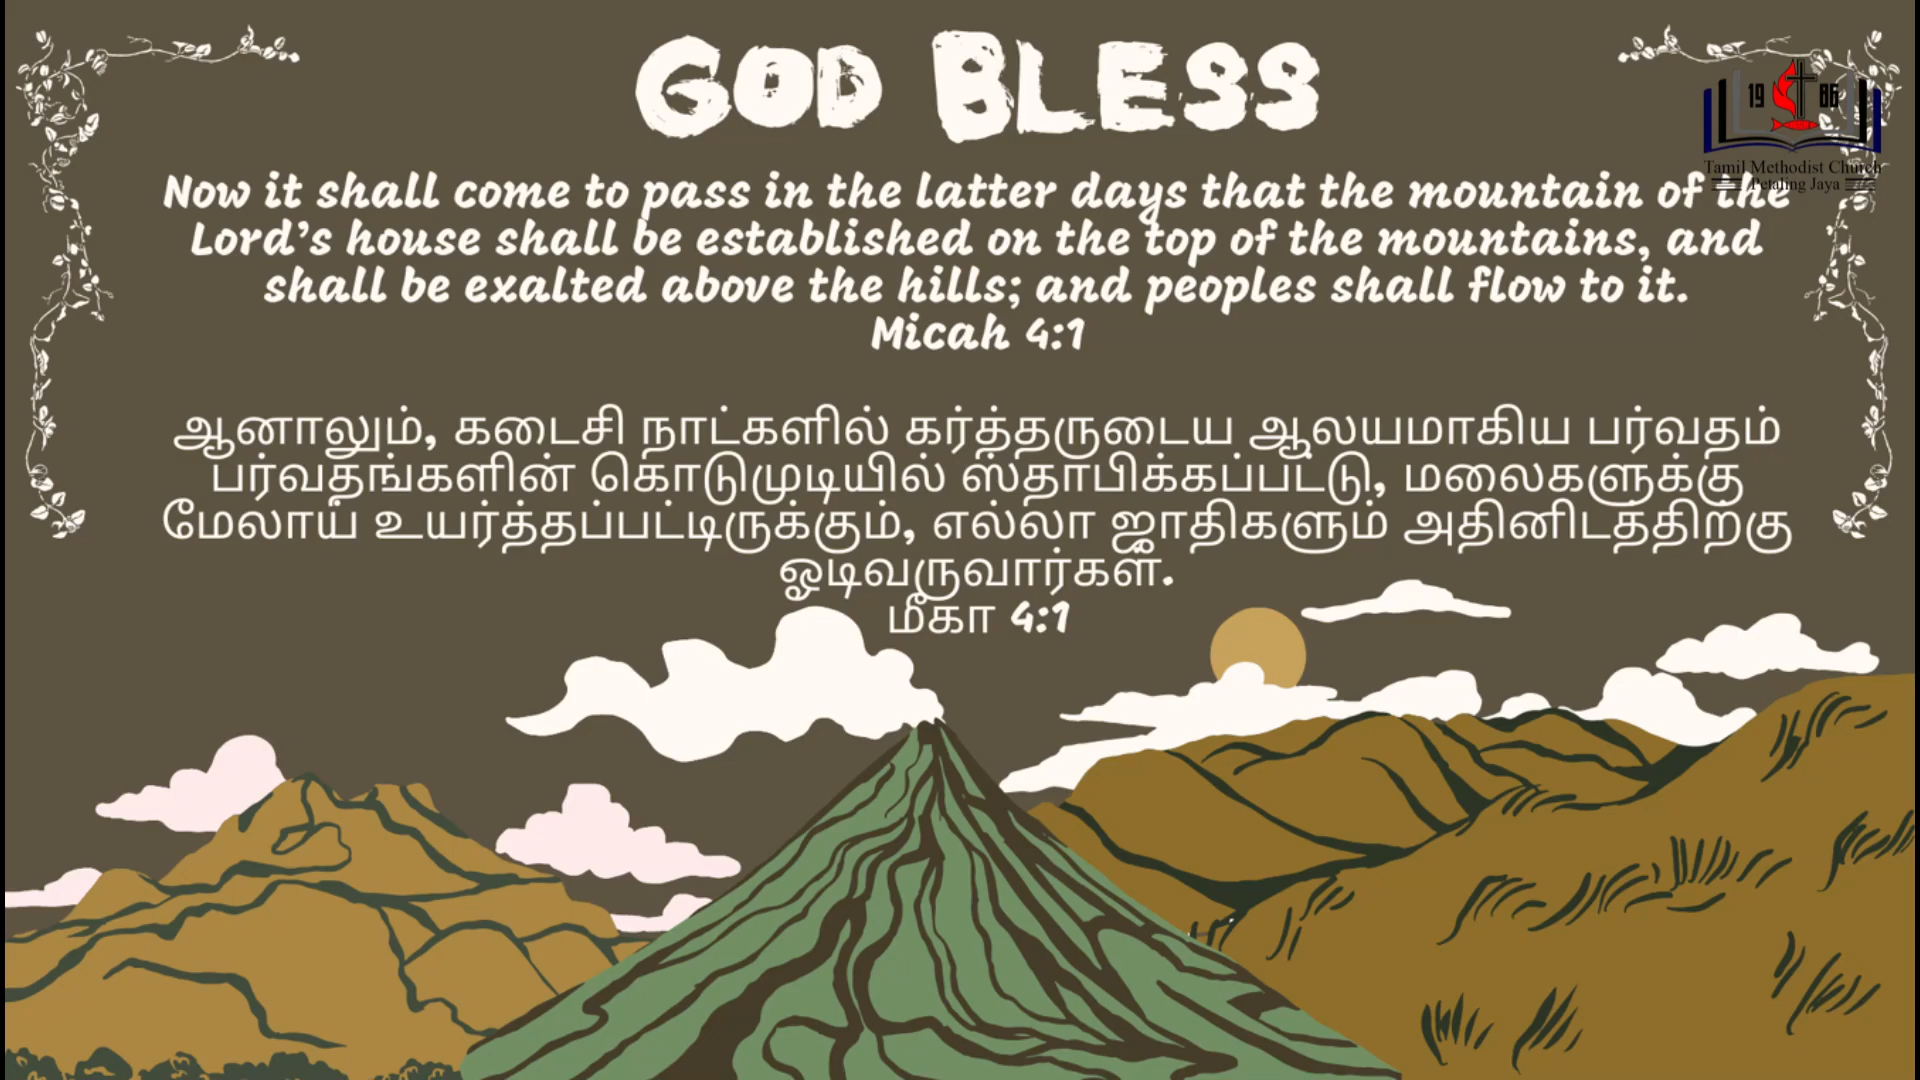 GOD BLESS
19 86
Tamil Methodist Church
Petaling Jaya
Now it shall come to pass in the latter days that the mountain of the
Lord’s house shall be established on the top of the mountains, and
shall be exalted above the hills; and peoples shall flow to it.
Micah 4:1
ஆனாலும், கடைசி நாட்களில் கர்த்தருடைய ஆலயமாகிய பர்வதம்
பர்வதங்களின் கொடுமுடியில் ஸ்தாபிக்கப்பட்டு, மலைகளுக்கு
மேலாய் உயர்த்தப்பட்டிருக்கும், எல்லா ஜாதிகளும் அதினிடத்திற்கு
ஓடிவருவார்கள்.
மீகா 4:1